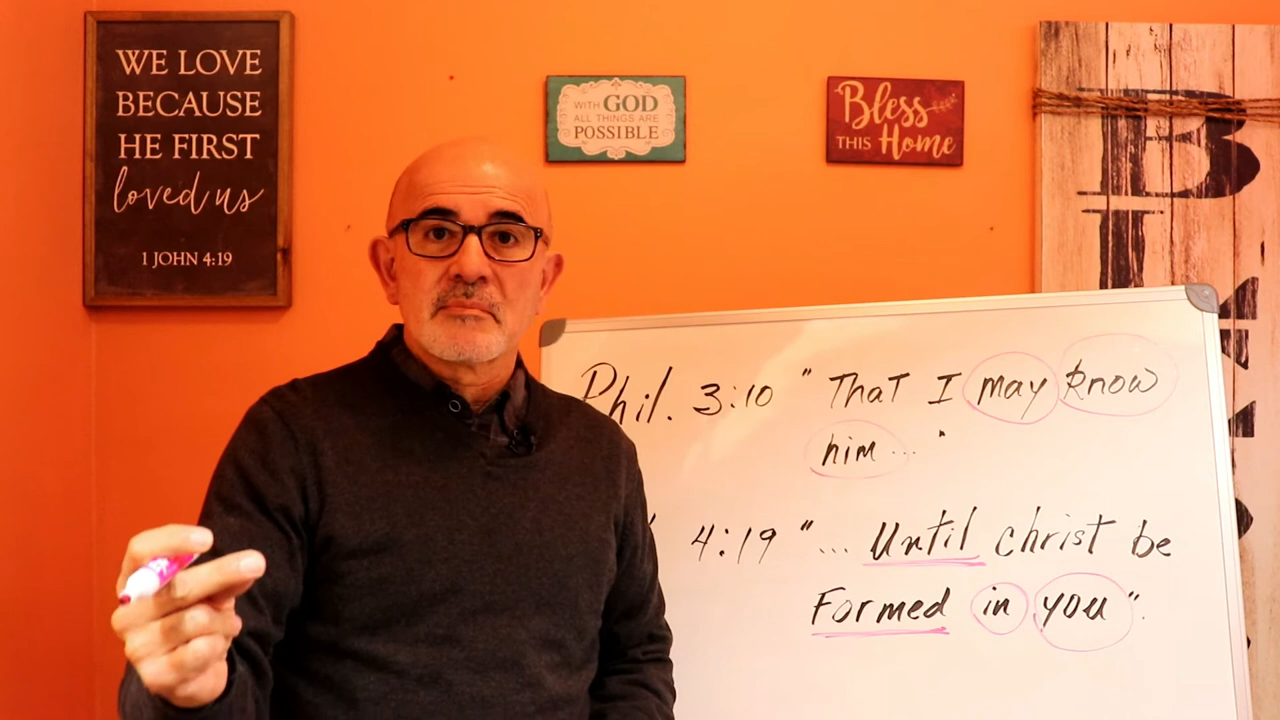 WE LOVE
BECAUSE
HE FIRST
loved us
1 JOHN 4:19
WITH GOD
ALL THINGS ARE
POSSIBLE
Bless
THIS Home
Phil. 3:10 " That I may know
him ... "
4:19 " ... Until christ be
Formed in you ".